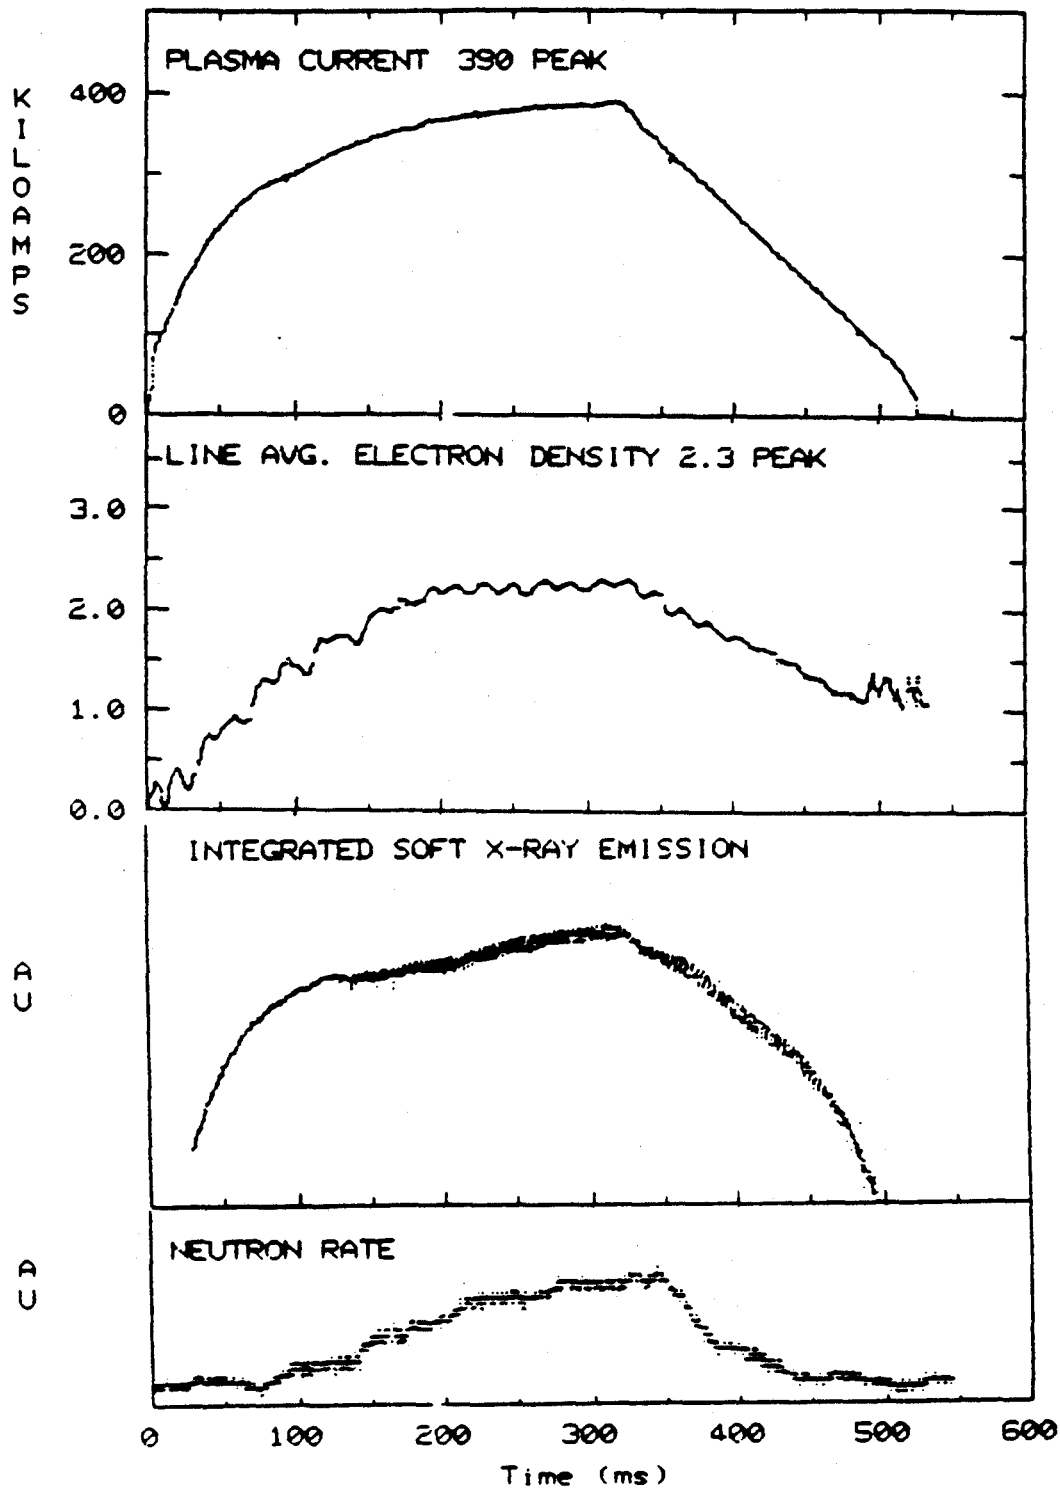 PLASMA CURRENT 390 PEAK
KILOAMPS
400
200
0
LINE AVG. ELECTRON DENSITY 2.3 PEAK
3.0
2.0
1.0
0.0
INTEGRATED SOFT X-RAY EMISSION
AU
NEUTRON RATE
AU
0 100 200 300 400 500 600
Time (ms)